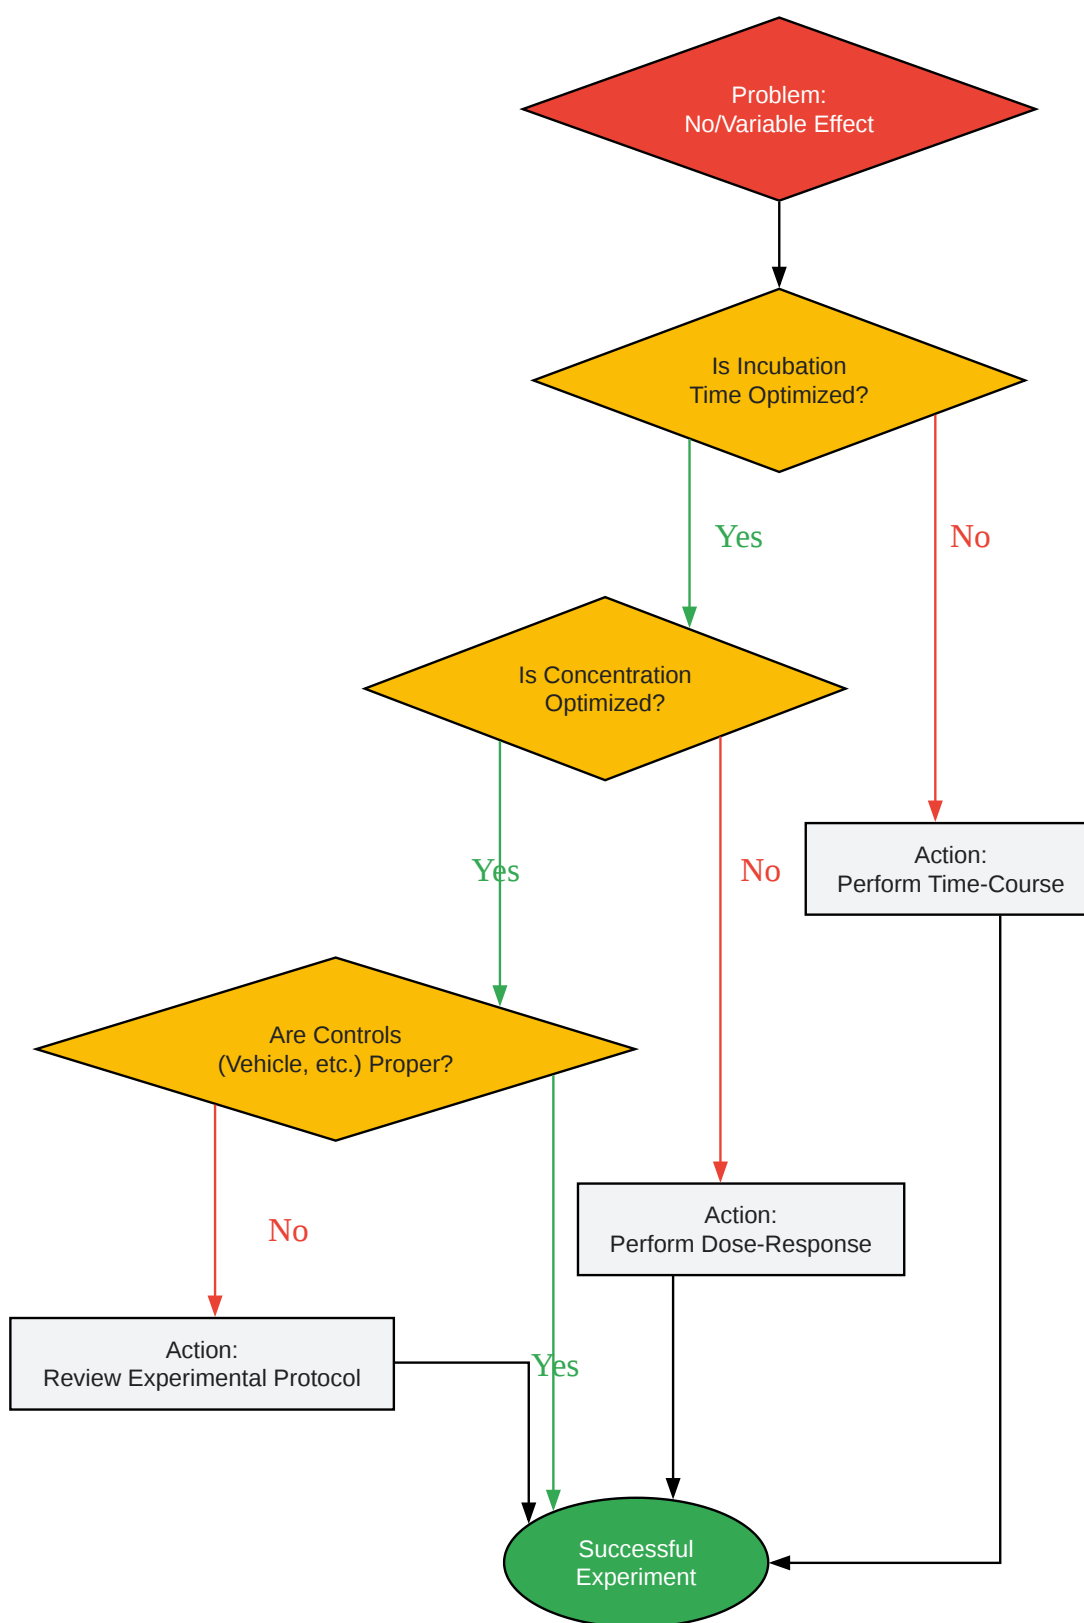 Problem:
No/Variable Effect
Is Incubation
Time Optimized?
Yes
No
Is Concentration
Optimized?
Yes
No
Action:
Perform Time-Course
Are Controls
(Vehicle, etc.) Proper?
No
Action:
Perform Dose-Response
Action:
Review Experimental Protocol
Yes
Successful
Experiment